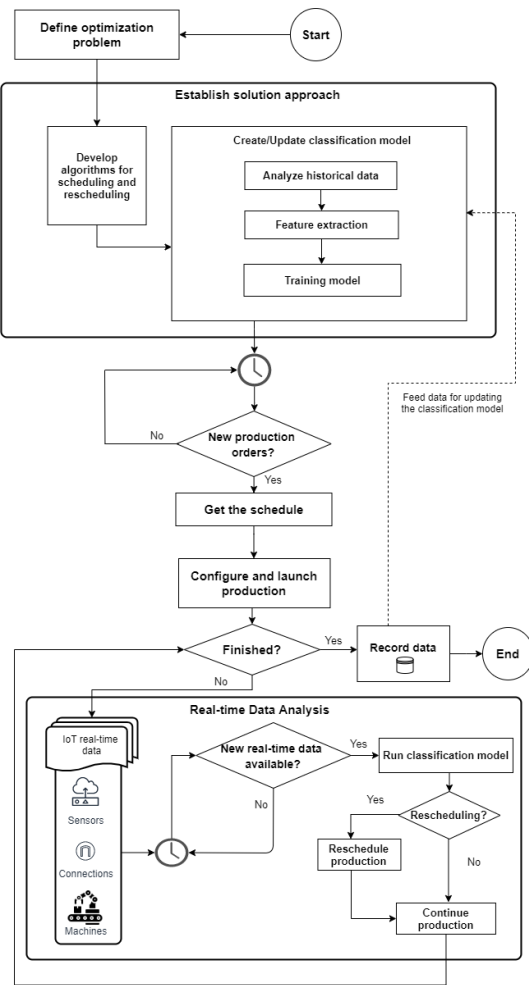 Define optimization
problem
Start
Establish solution approach
Develop
algorithms for
scheduling and
rescheduling
Create/Update classification model
Analyze historical data
Feature extraction
Training model
Feed data for updating
the classification model
No
New production
orders?
Yes
Get the schedule
Configure and launch
production
Finished?
Yes
Record data
End
No
Real-time Data Analysis
IoT real-time
data
New real-time data
available?
Yes
Run classification model
No
Sensors
Yes
Rescheduling?
Reschedule
production
No
Connections
Continue
production
Machines